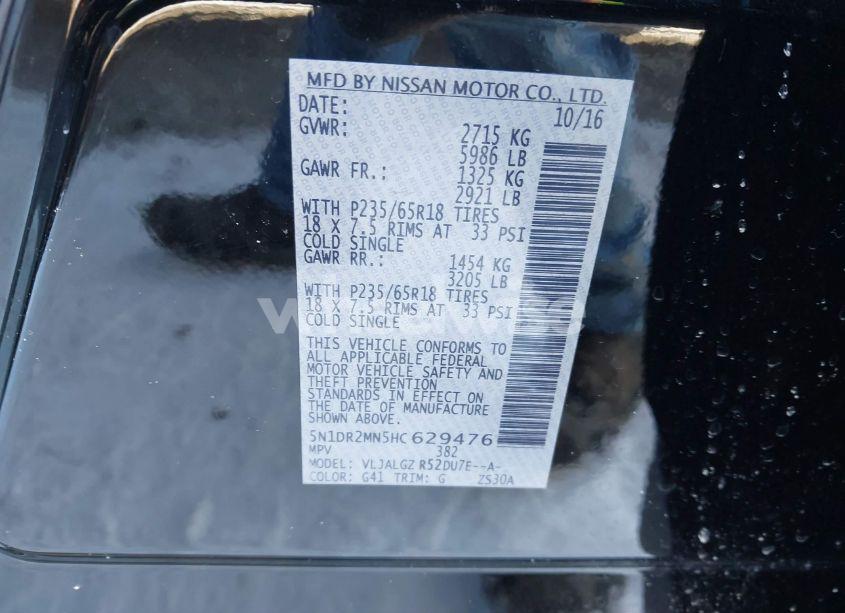 MFD BY NISSAN MOTOR CO., LTD.
DATE: 10/16
GVWR: 2715 KG
5986 LB
GAWR FR.: 1325 KG
2921 LB
WITH P235/65R18 TIRES
18 X 7.5 RIMS AT 33 PSI
COLD SINGLE
GAWR RR.: 1454 KG
3205 LB
WITH P235/65R18 TIRES
18 X 7.5 RIMS AT 33 PSI
COLD SINGLE
THIS VEHICLE CONFORMS TO
ALL APPLICABLE FEDERAL
MOTOR VEHICLE SAFETY AND
THEFT PREVENTION
STANDARDS IN EFFECT ON
THE DATE OF MANUFACTURE
SHOWN ABOVE.
5N1DR2MN5HC629476
MPV 382
MODEL: VLJALGZ R52DU7E--A-
COLOR: G41 TRIM: G ZS30A